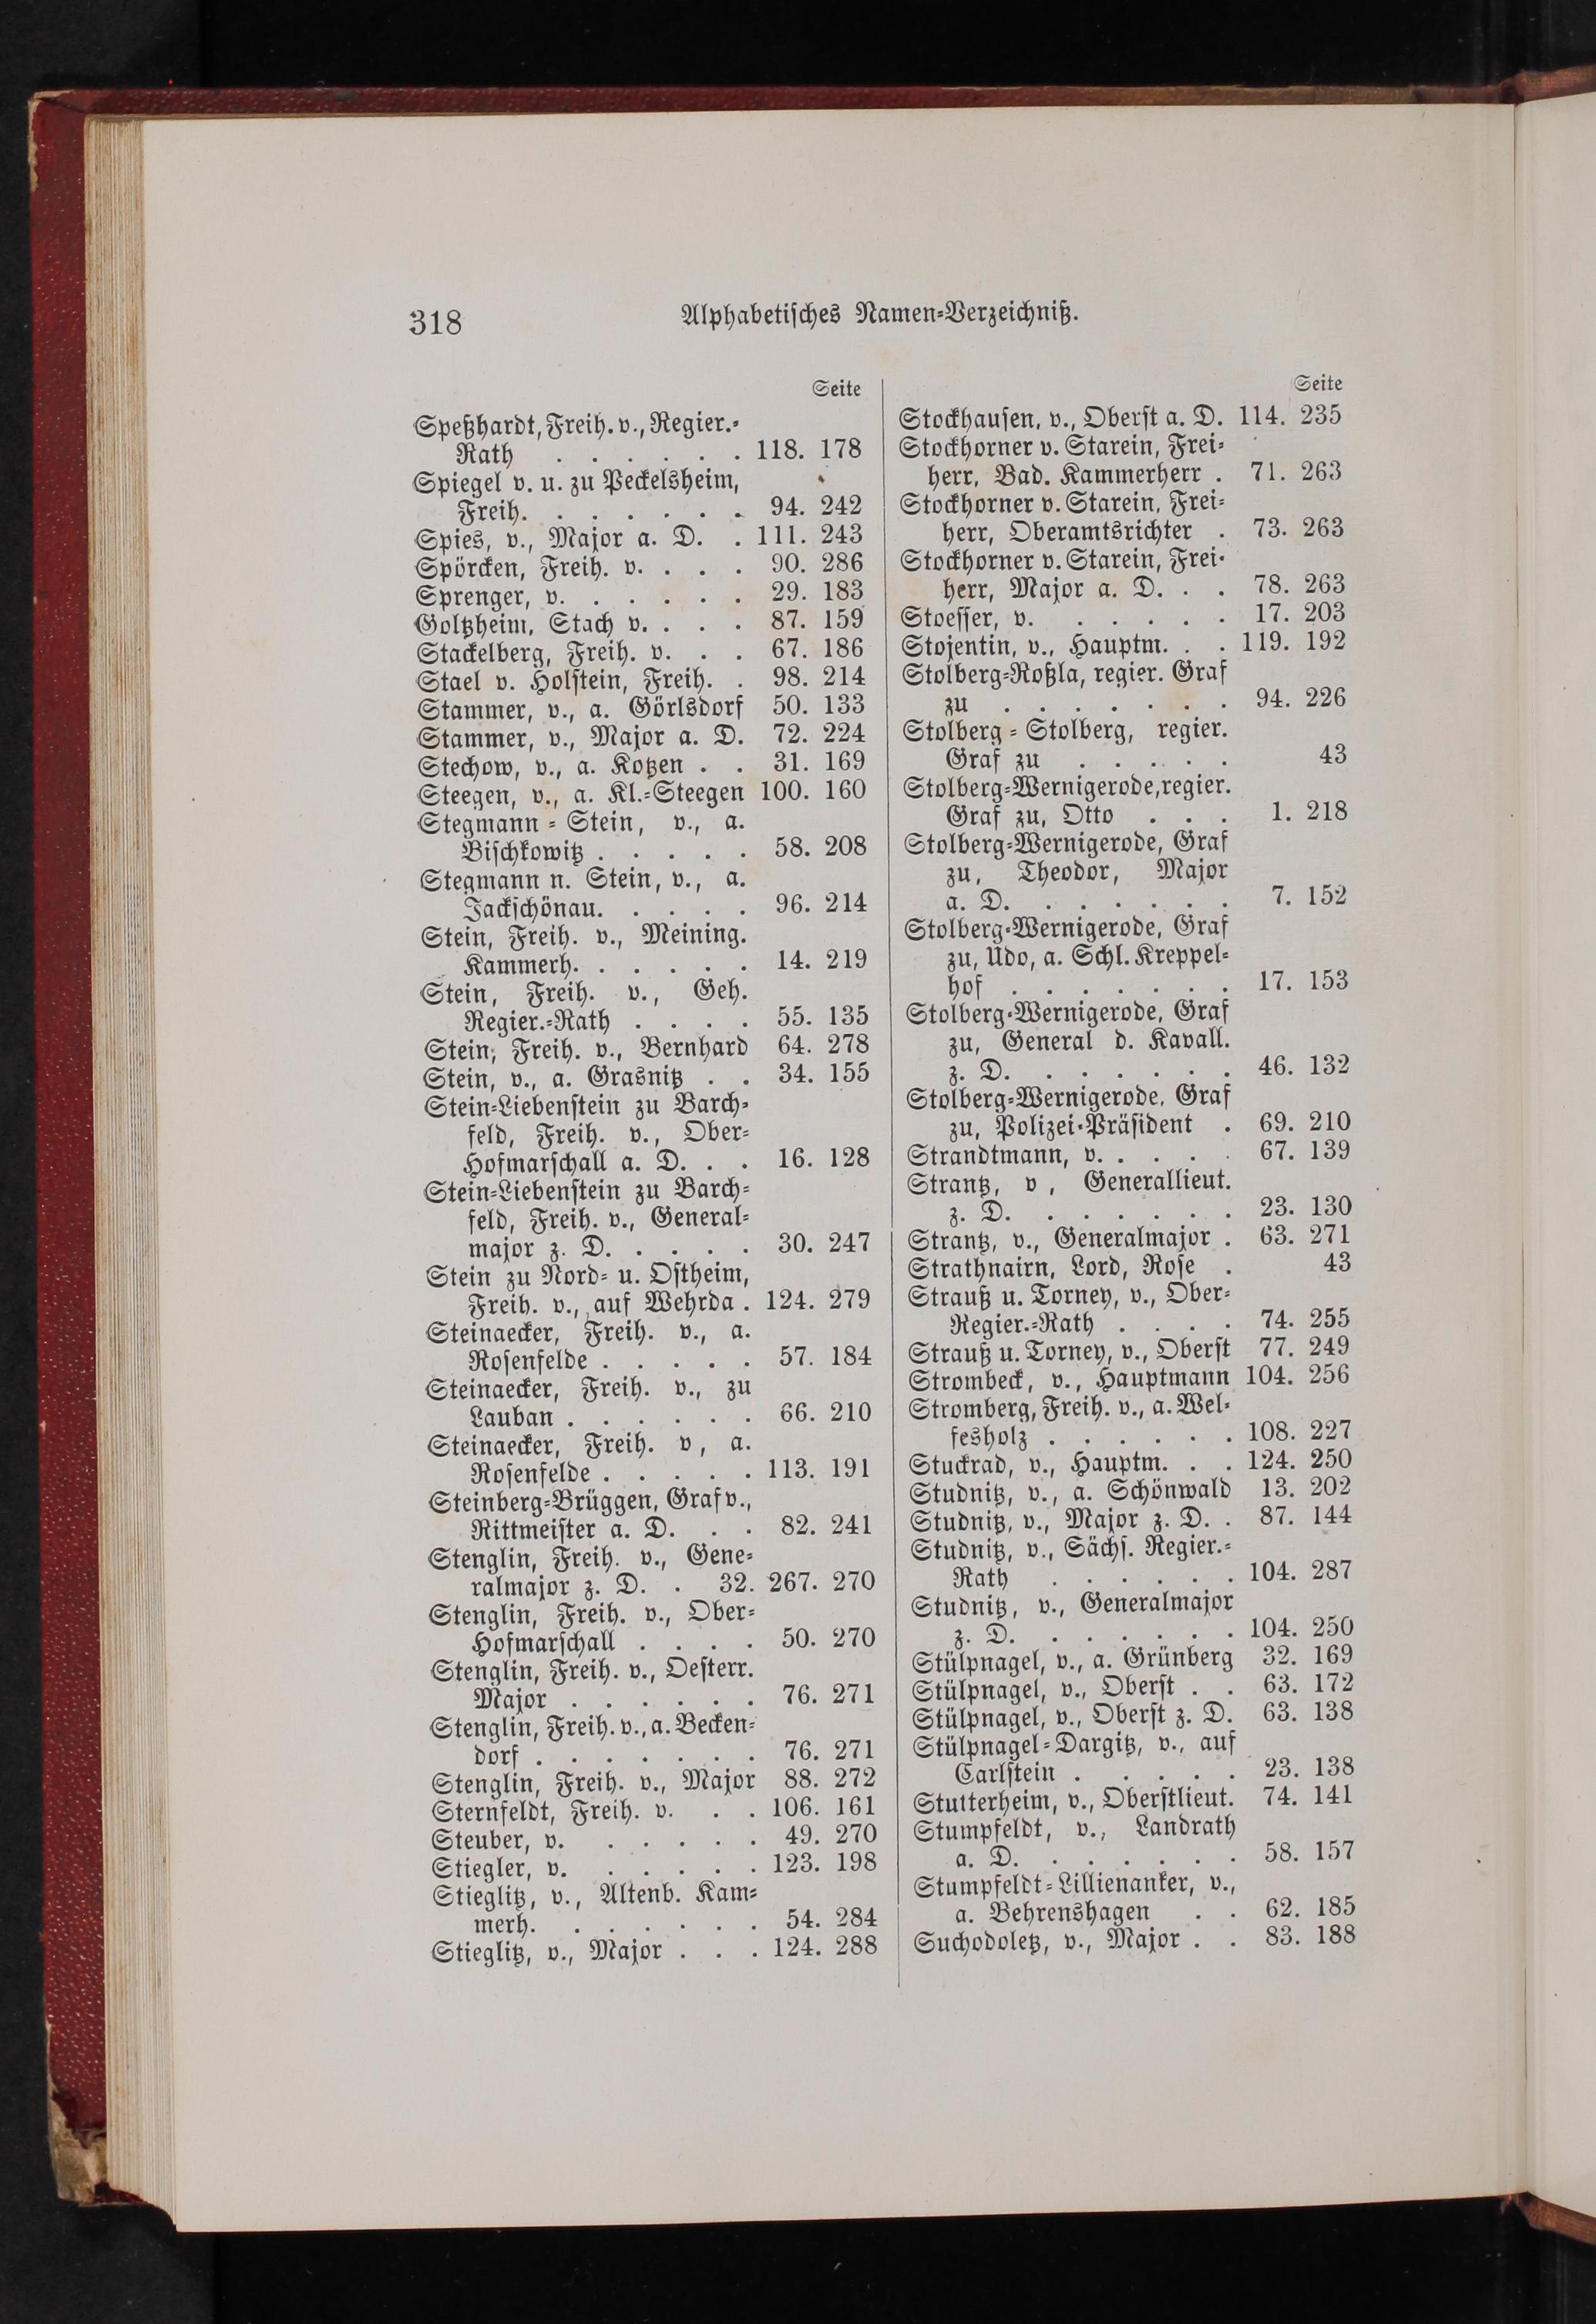 318
Alphabetisches Namen-Verzeichniß.
Seite
Speßhardt, Freih. v., Regier.-
Rath . . . . . . 118. 178
Spiegel v. u. zu Peckelsheim,
Freih. . . . . . . 94. 242
Spies, v., Major a. D. . 111. 243
Spörcken, Freih. v. . . . 90. 286
Sprenger, v. . . . . . 29. 183
Goltzheim, Stach v. . . . 87. 159
Stackelberg, Freih. v. . . 67. 186
Stael v. Holstein, Freih. . 98. 214
Stammer, v., a. Görlsdorf 50. 133
Stammer, v., Major a. D. 72. 224
Stechow, v., a. Kotzen . . 31. 169
Steegen, v., a. Kl.-Steegen 100. 160
Stegmann-Stein, v., a.
Bischkowitz . . . . . 58. 208
Stegmann n. Stein, v., a.
Jackschönau. . . . . 96. 214
Stein, Freih. v., Meining.
Kammerh. . . . . . 14. 219
Stein, Freih. v., Geh.
Regier.-Rath . . . . 55. 135
Stein, Freih. v., Bernhard 64. 278
Stein, v., a. Grasnitz . . 34. 155
Stein-Liebenstein zu Barch-
feld, Freih. v., Ober-
Hofmarschall a. D. . . 16. 128
Stein-Liebenstein zu Barch-
feld, Freih. v., General-
major z. D. . . . . 30. 247
Stein zu Nord- u. Ostheim,
Freih. v., auf Wehrda . 124. 279
Steinaecker, Freih. v., a.
Rosenfelde . . . . . 57. 184
Steinaecker, Freih. v., zu
Lauban . . . . . . 66. 210
Steinaecker, Freih. v, a.
Rosenfelde . . . . . 113. 191
Steinberg-Brüggen, Graf v.,
Rittmeister a. D. . . 82. 241
Stenglin, Freih. v., Gene-
ralmajor z. D. . 32. 267. 270
Stenglin, Freih. v., Ober-
Hofmarschall . . . . 50. 270
Stenglin, Freih. v., Oesterr.
Major . . . . . . 76. 271
Stenglin, Freih. v., a. Becken-
dorf . . . . . . . 76. 271
Stenglin, Freih. v., Major 88. 272
Sternfeldt, Freih. v. . . 106. 161
Steuber, v. . . . . . 49. 270
Stiegler, v. . . . . . 123. 198
Stieglitz, v., Altenb. Kam-
merh. . . . . . . 54. 284
Stieglitz, v., Major . . . 124. 288
Seite
Stockhausen, v., Oberst a. D. 114. 235
Stockhorner v. Starein, Frei-
herr, Bad. Kammerherr . 71. 263
Stockhorner v. Starein, Frei-
herr, Oberamtsrichter . 73. 263
Stockhorner v. Starein, Frei-
herr, Major a. D. . . 78. 263
Stoesser, v. . . . . . 17. 203
Stojentin, v., Hauptm. . . 119. 192
Stolberg-Roßla, regier. Graf
zu . . . . . . . 94. 226
Stolberg-Stolberg, regier.
Graf zu . . . . . 43
Stolberg-Wernigerode, regier.
Graf zu, Otto . . . 1. 218
Stolberg-Wernigerode, Graf
zu, Theodor, Major
a. D. . . . . . . 7. 152
Stolberg-Wernigerode, Graf
zu, Udo, a. Schl. Kreppel-
hof . . . . . . . 17. 153
Stolberg-Wernigerode, Graf
zu, General d. Kavall.
z. D. . . . . . . 46. 132
Stolberg-Wernigerode, Graf
zu, Polizei-Präsident . 69. 210
Strandtmann, v. . . . . 67. 139
Strantz, v , Generallieut.
z. D. . . . . . . 23. 130
Strantz, v., Generalmajor . 63. 271
Strathnairn, Lord, Rose . 43
Strauß u. Torney, v., Ober-
Regier.-Rath . . . . 74. 255
Strauß u. Torney, v., Oberst 77. 249
Strombeck, v., Hauptmann 104. 256
Stromberg, Freih. v., a. Wel-
fesholz . . . . . . 108. 227
Stuckrad, v., Hauptm. . . 124. 250
Studnitz, v., a. Schönwald 13. 202
Studnitz, v., Major z. D. . 87. 144
Studnitz, v., Sächs. Regier.-
Rath . . . . . . 104. 287
Studnitz, v., Generalmajor
z. D. . . . . . . 104. 250
Stülpnagel, v., a. Grünberg 32. 169
Stülpnagel, v., Oberst . . 63. 172
Stülpnagel, v., Oberst z. D. 63. 138
Stülpnagel-Dargitz, v., auf
Carlstein . . . . . 23. 138
Stutterheim, v., Oberstlieut. 74. 141
Stumpfeldt, v., Landrath
a. D. . . . . . . 58. 157
Stumpfeldt-Lillienanker, v.,
a. Behrenshagen . . 62. 185
Suchodoletz, v., Major . . 83. 188